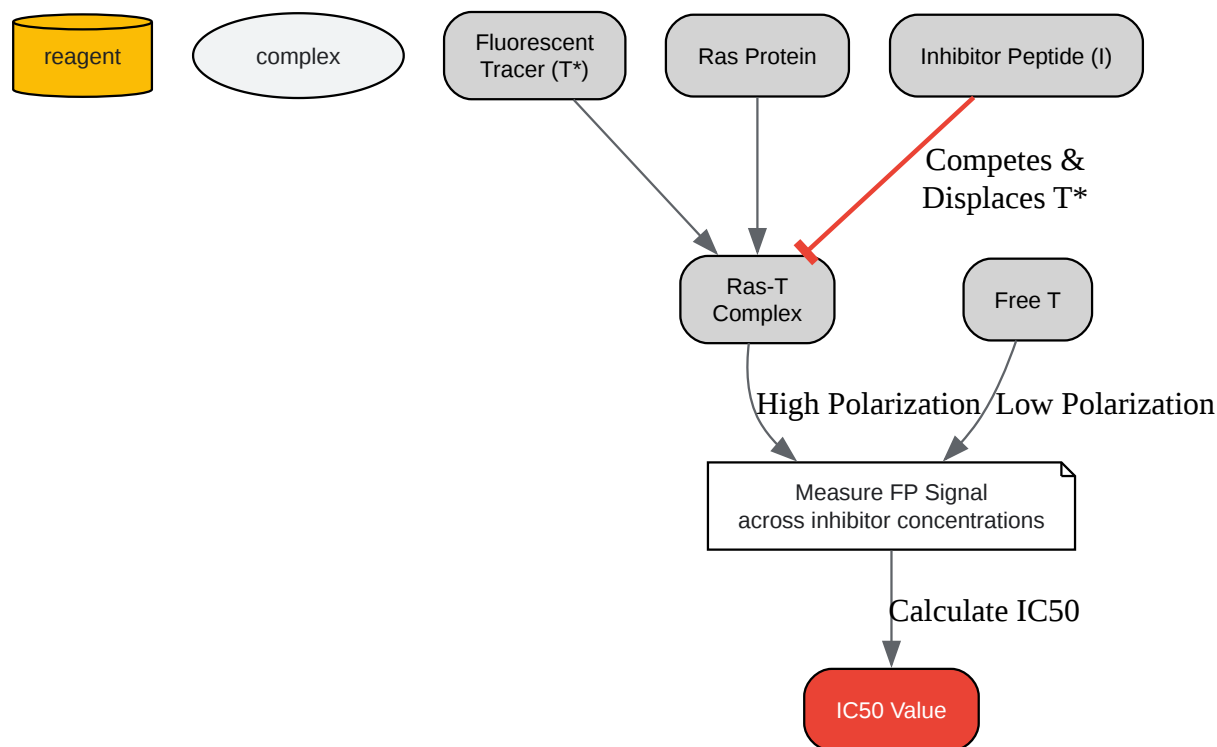 reagent
complex
Fluorescent
Tracer (T*)
Ras Protein
Inhibitor Peptide (I)
Competes &
Displaces T*
Ras-T
Complex
Free T
High Polarization
Low Polarization
Measure FP Signal
across inhibitor concentrations
Calculate IC50
IC50 Value